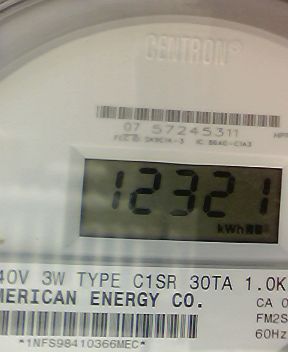 CENTRON®
07 57245311
12321
kWh
40V 3W TYPE C1SR 30TA 1.0K
MERICAN ENERGY CO.
CA 0
FM2S
60Hz
*1NFS98410366MEC*